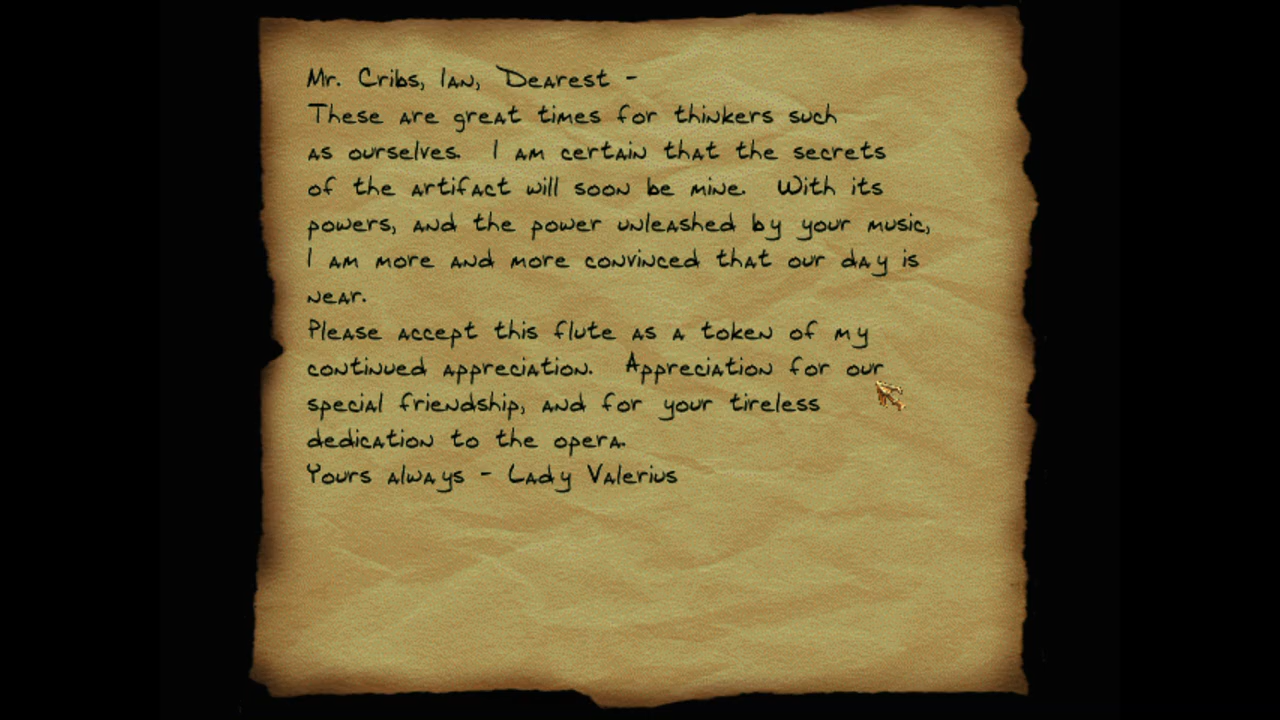 Mr. Cribs, Ian, Dearest -
These are great times for thinkers such
as ourselves.  I am certain that the secrets
of the artifact will soon be mine.  With its
powers, and the power unleashed by your music,
I am more and more convinced that our day is
near.
Please accept this flute as a token of my
continued appreciation.  Appreciation for our
special friendship, and for your tireless
dedication to the opera.
Yours always - Lady Valerius